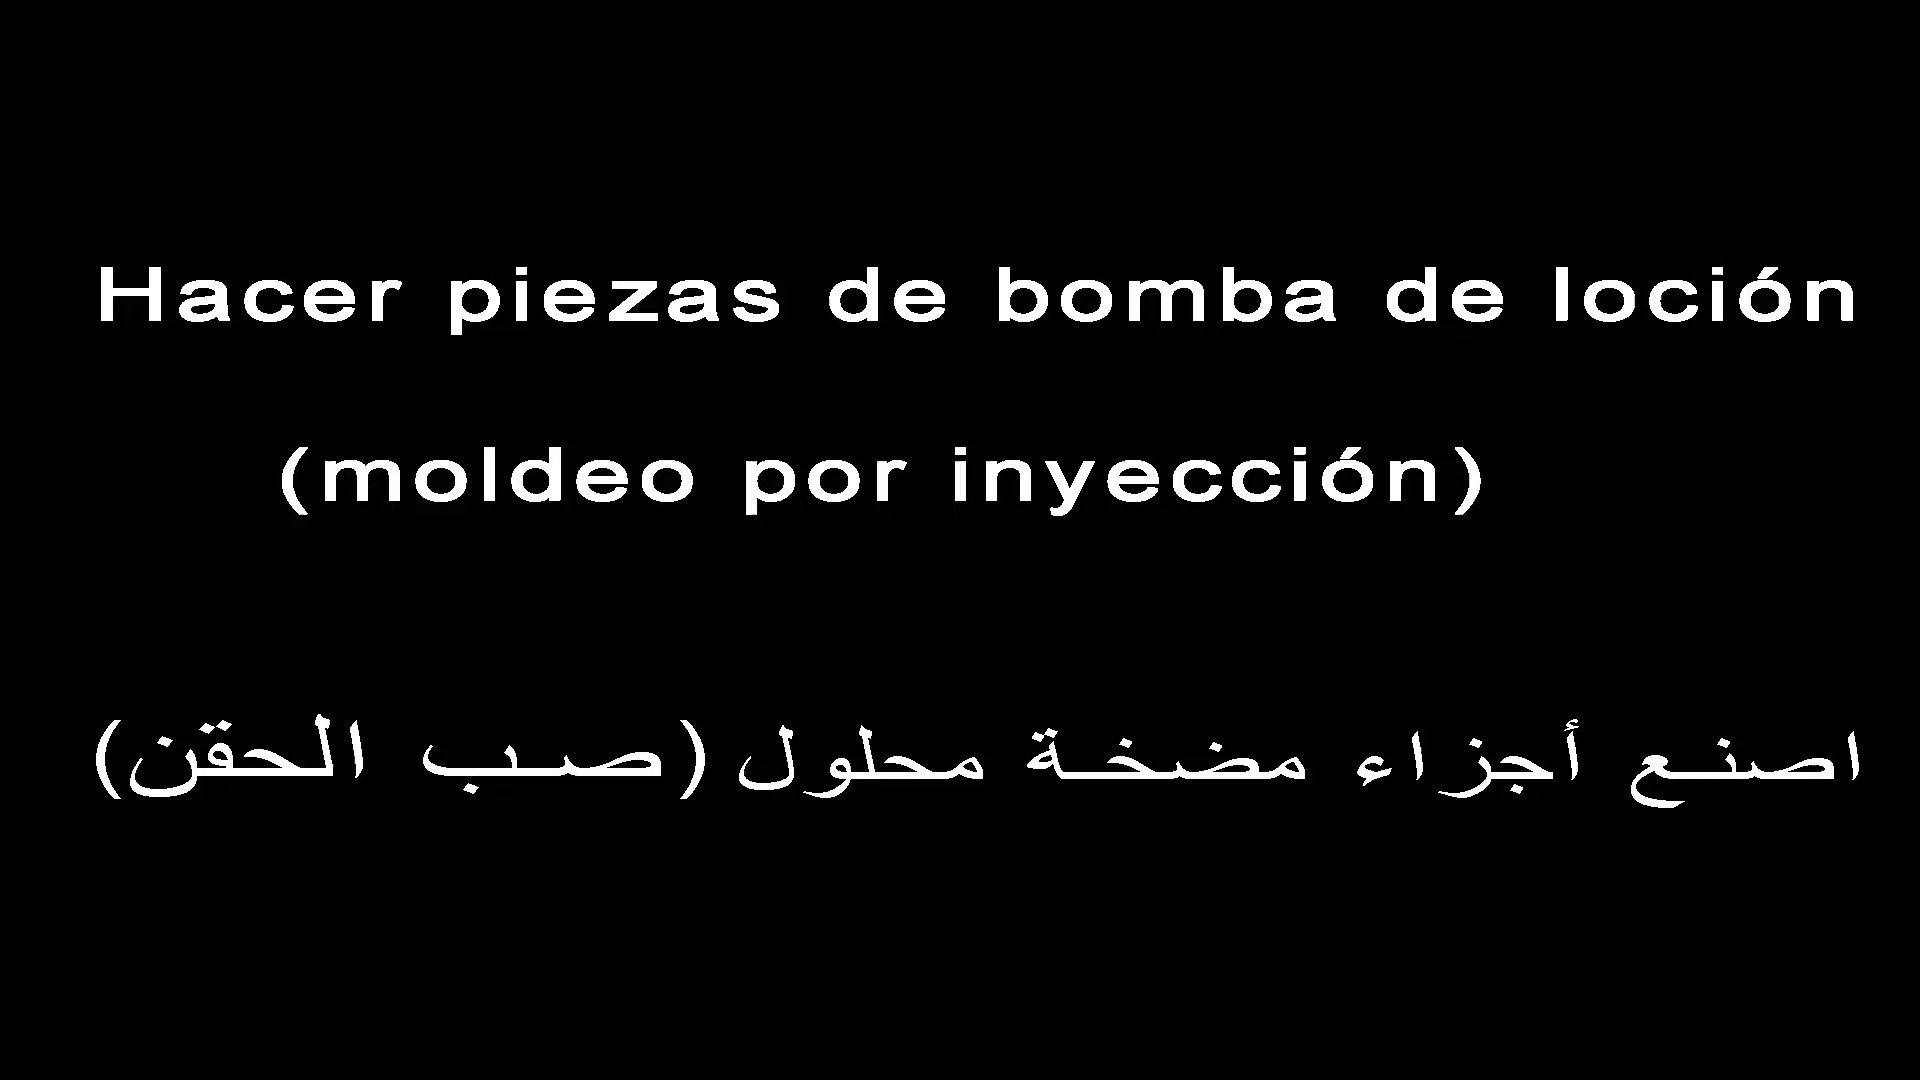 Hacer piezas de bomba de loción
(moldeo por inyección)
اصنع أجزاء مضخة محلول (صب الحقن)